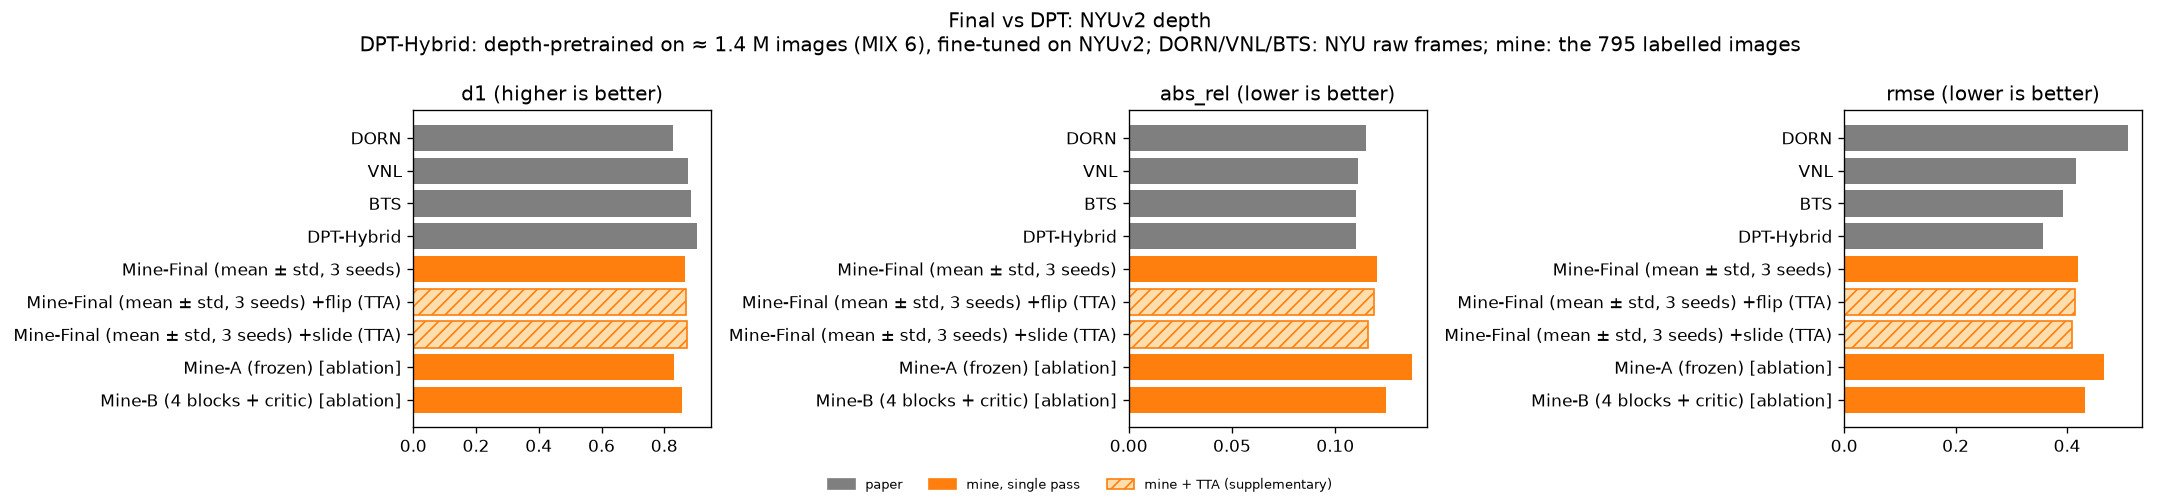 Final vs DPT: NYUv2 depth
DPT-Hybrid: depth-pretrained on ≈ 1.4 M images (MIX 6), fine-tuned on NYUv2; DORN/VNL/BTS: NYU raw frames; mine: the 795 labelled images
d1 (higher is better)
DORN
VNL
BTS
DPT-Hybrid
Mine-Final (mean ± std, 3 seeds)
Mine-Final (mean ± std, 3 seeds) +flip (TTA)
Mine-Final (mean ± std, 3 seeds) +slide (TTA)
Mine-A (frozen) [ablation]
Mine-B (4 blocks + critic) [ablation]
0.0 0.2 0.4 0.6 0.8
abs_rel (lower is better)
DORN
VNL
BTS
DPT-Hybrid
Mine-Final (mean ± std, 3 seeds)
Mine-Final (mean ± std, 3 seeds) +flip (TTA)
Mine-Final (mean ± std, 3 seeds) +slide (TTA)
Mine-A (frozen) [ablation]
Mine-B (4 blocks + critic) [ablation]
0.00 0.05 0.10
rmse (lower is better)
DORN
VNL
BTS
DPT-Hybrid
Mine-Final (mean ± std, 3 seeds)
Mine-Final (mean ± std, 3 seeds) +flip (TTA)
Mine-Final (mean ± std, 3 seeds) +slide (TTA)
Mine-A (frozen) [ablation]
Mine-B (4 blocks + critic) [ablation]
0.0 0.2 0.4
paper mine, single pass mine + TTA (supplementary)